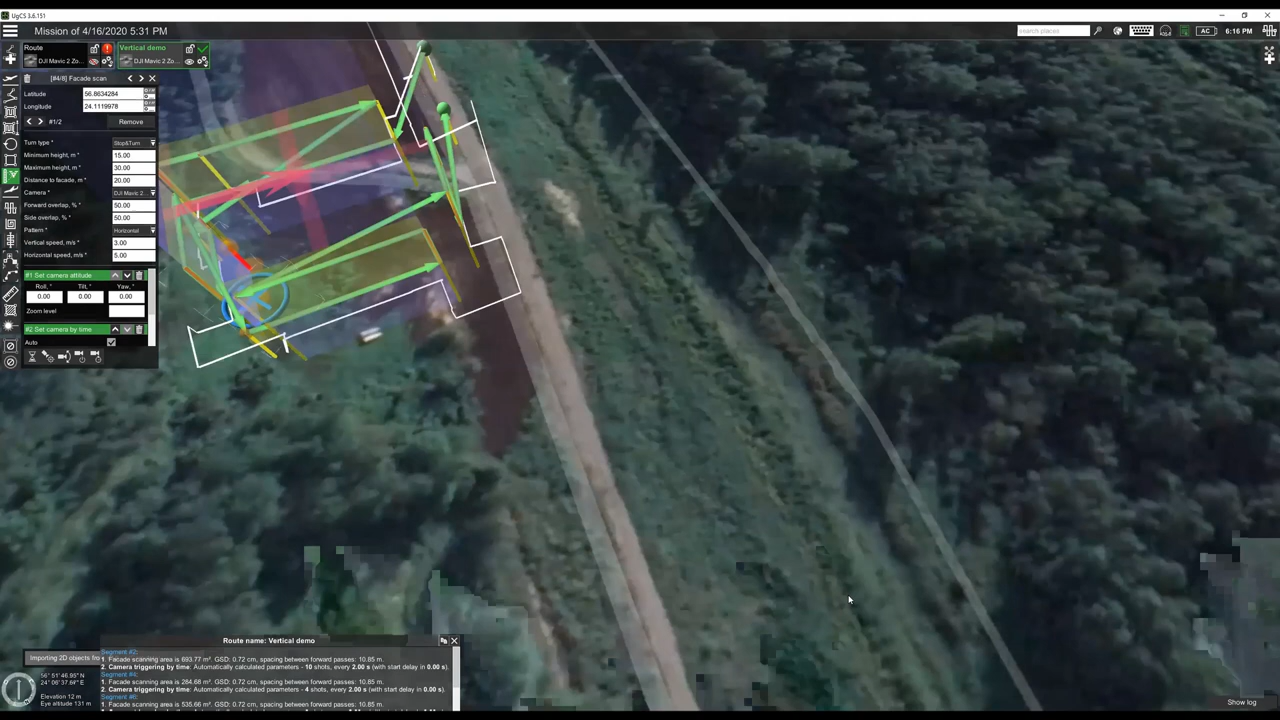 UgCS 3.6.151
Mission of 4/16/2020 5:31 PM
search places
AC
6:16 PM
Route
DJI Mavic 2 Zo...
Vertical demo
DJI Mavic 2 Zo...
[#4/8] Facade scan
Latitude 56.8634284
Longitude 24.1119978
#1/2 Remove
Turn type * Stop&Turn
Minimum height, m * 15.00
Maximum height, m * 30.00
Distance to facade, m * 20.00
Camera * DJI Mavic 2...
Forward overlap, % * 50.00
Side overlap, % * 50.00
Pattern * Horizontal
Vertical speed, m/s * 3.00
Horizontal speed, m/s * 5.00
#1 Set camera attitude
Roll, ° Tilt, ° Yaw, °
0.00 0.00 0.00
Zoom level
#2 Set camera by time
Auto
Route name: Vertical demo
Segment #2:
1. Facade scanning area is 693.77 m². GSD: 0.72 cm, spacing between forward passes: 10.85 m.
2. Camera triggering by time: Automatically calculated parameters - 10 shots, every 2.00 s (with start delay in 0.00 s).
Segment #4:
1. Facade scanning area is 284.68 m². GSD: 0.72 cm, spacing between forward passes: 10.85 m.
2. Camera triggering by time: Automatically calculated parameters - 4 shots, every 2.00 s (with start delay in 0.00 s).
Segment #6:
1. Facade scanning area is 535.66 m². GSD: 0.72 cm, spacing between forward passes: 10.85 m.
Importing 2D objects fro
56° 51' 46.95" N
24° 06' 37.69" E
Elevation 12 m
Eye altitude 131 m
Show log